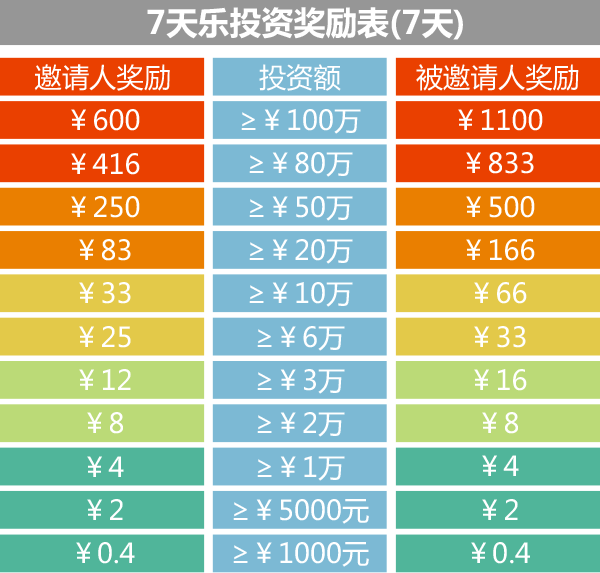 7天乐投资奖励表(7天)
邀请人奖励 投资额 被邀请人奖励
¥600 ≥¥100万 ¥1100
¥416 ≥¥80万 ¥833
¥250 ≥¥50万 ¥500
¥83 ≥¥20万 ¥166
¥33 ≥¥10万 ¥66
¥25 ≥¥6万 ¥33
¥12 ≥¥3万 ¥16
¥8 ≥¥2万 ¥8
¥4 ≥¥1万 ¥4
¥2 ≥¥5000元 ¥2
¥0.4 ≥¥1000元 ¥0.4